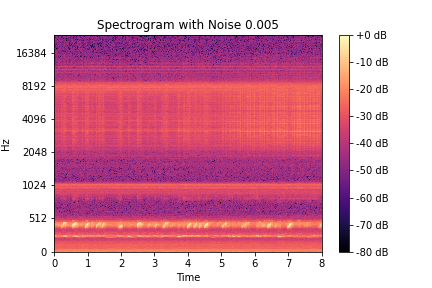 Spectrogram with Noise 0.005
Hz
16384
8192
4096
2048
1024
512
0
0 1 2 3 4 5 6 7 8
Time
+0 dB
-10 dB
-20 dB
-30 dB
-40 dB
-50 dB
-60 dB
-70 dB
-80 dB